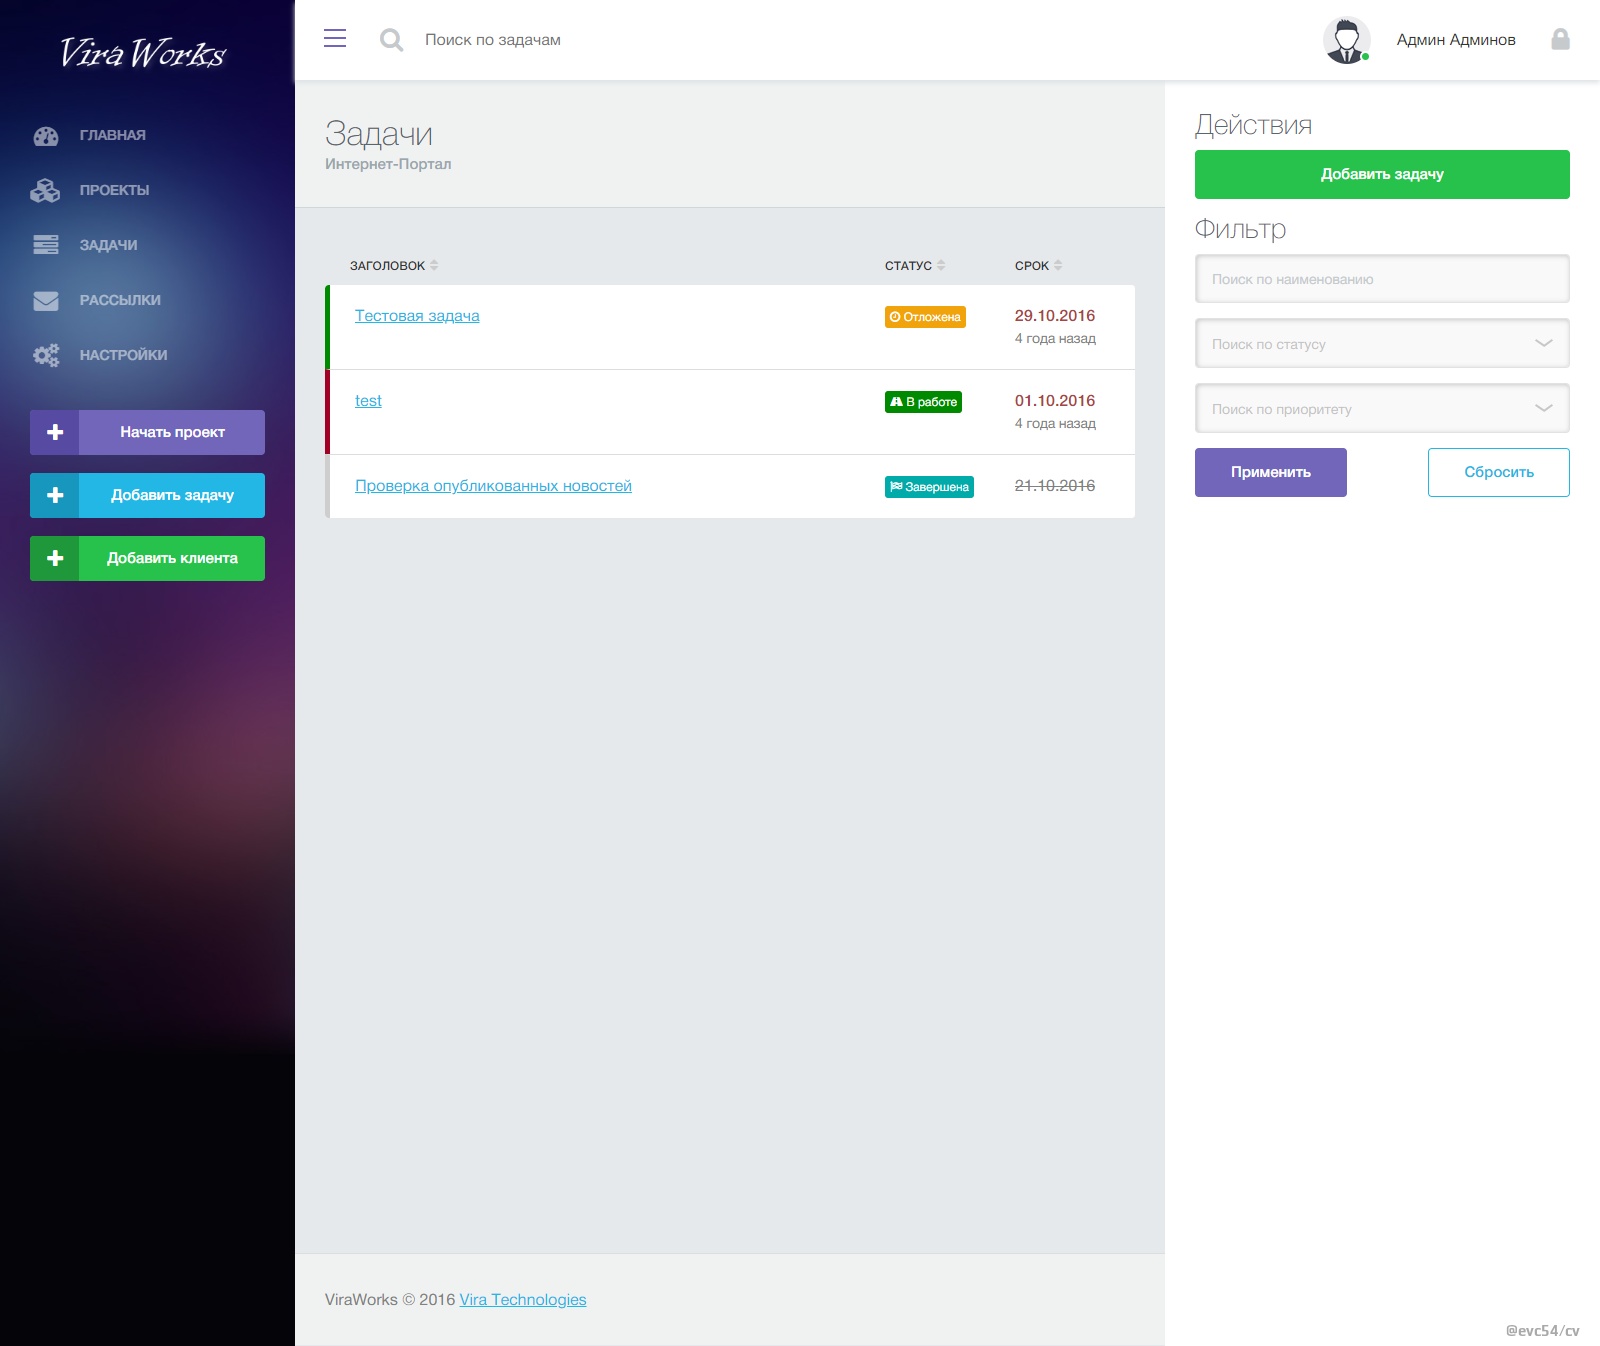 Vira Works
ГЛАВНАЯ
ПРОЕКТЫ
ЗАДАЧИ
РАССЫЛКИ
НАСТРОЙКИ
Начать проект
Добавить задачу
Добавить клиента
Поиск по задачам
Админ Админов
Задачи
Интернет-Портал
ЗАГОЛОВОК СТАТУС СРОК
Тестовая задача Отложена 29.10.2016
4 года назад
test В работе 01.10.2016
4 года назад
Проверка опубликованных новостей Завершена 21.10.2016
Действия
Добавить задачу
Фильтр
Поиск по наименованию
Поиск по статусу
Поиск по приоритету
Применить Сбросить
ViraWorks © 2016 Vira Technologies
@evc54/cv